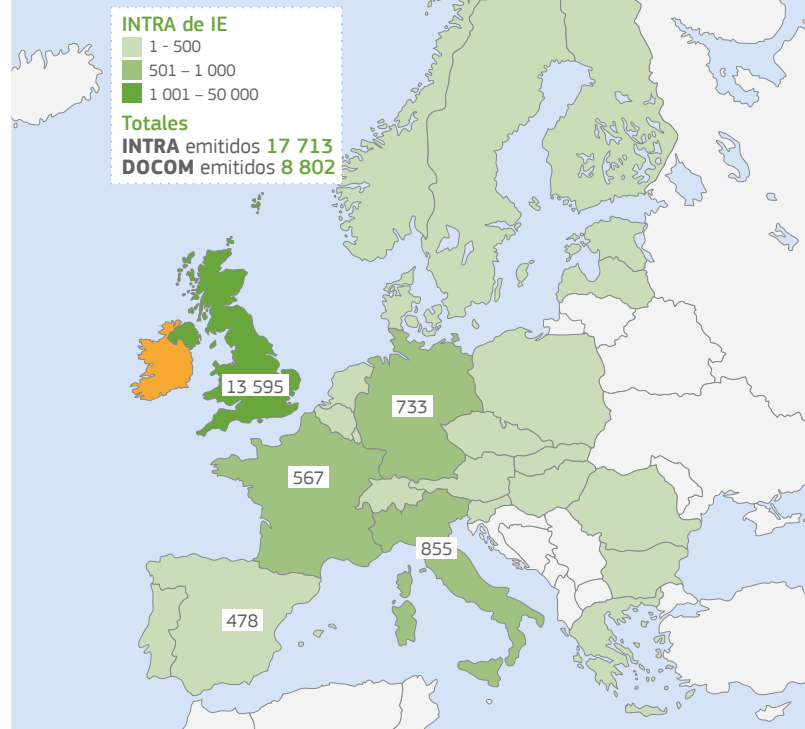 INTRA de IE
1 - 500
501 – 1 000
1 001 – 50 000
Totales
INTRA emitidos 17 713
DOCOM emitidos 8 802
13 595
733
567
855
478